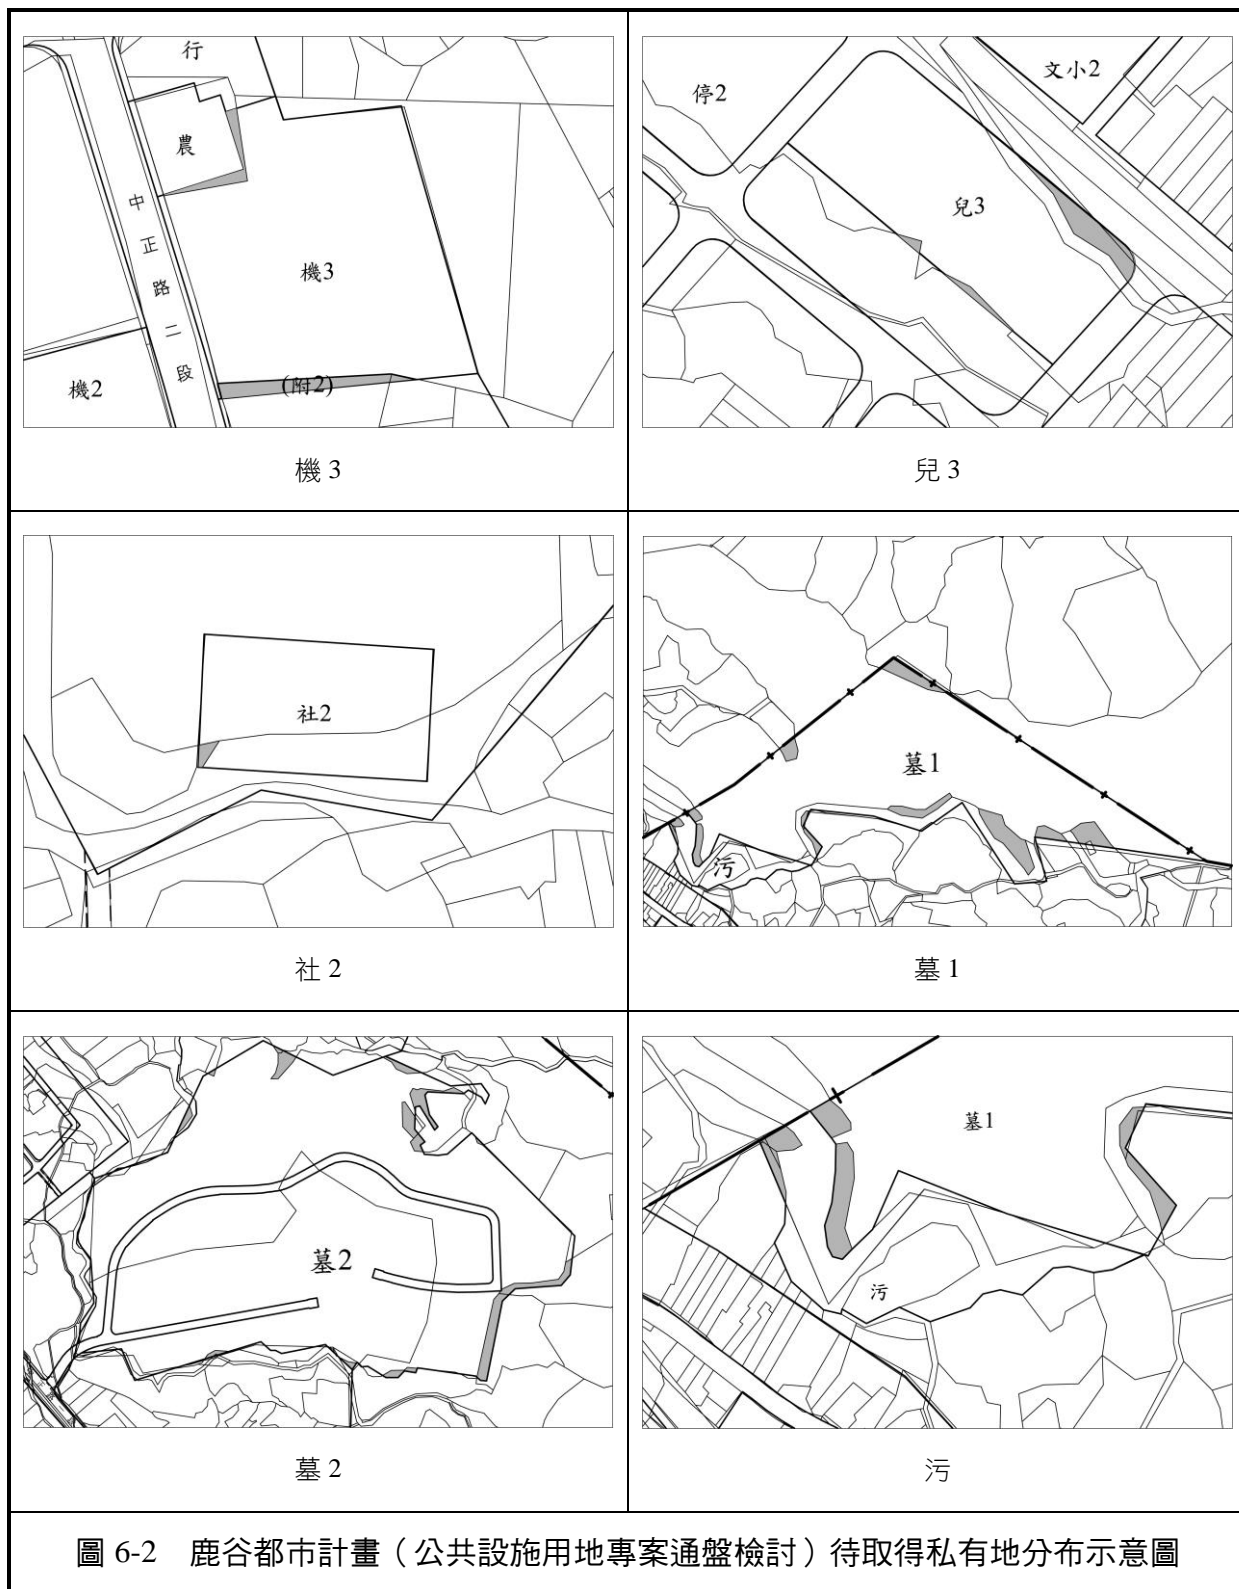 行
農
中
正
路
二
段
機3
機2
(附2)
機 3
停2
文小2
兒3
兒 3
社2
社 2
墓1
污
墓 1
墓2
墓 2
墓1
污
污
圖 6-2 鹿谷都市計畫（公共設施用地專案通盤檢討）待取得私有地分布示意圖